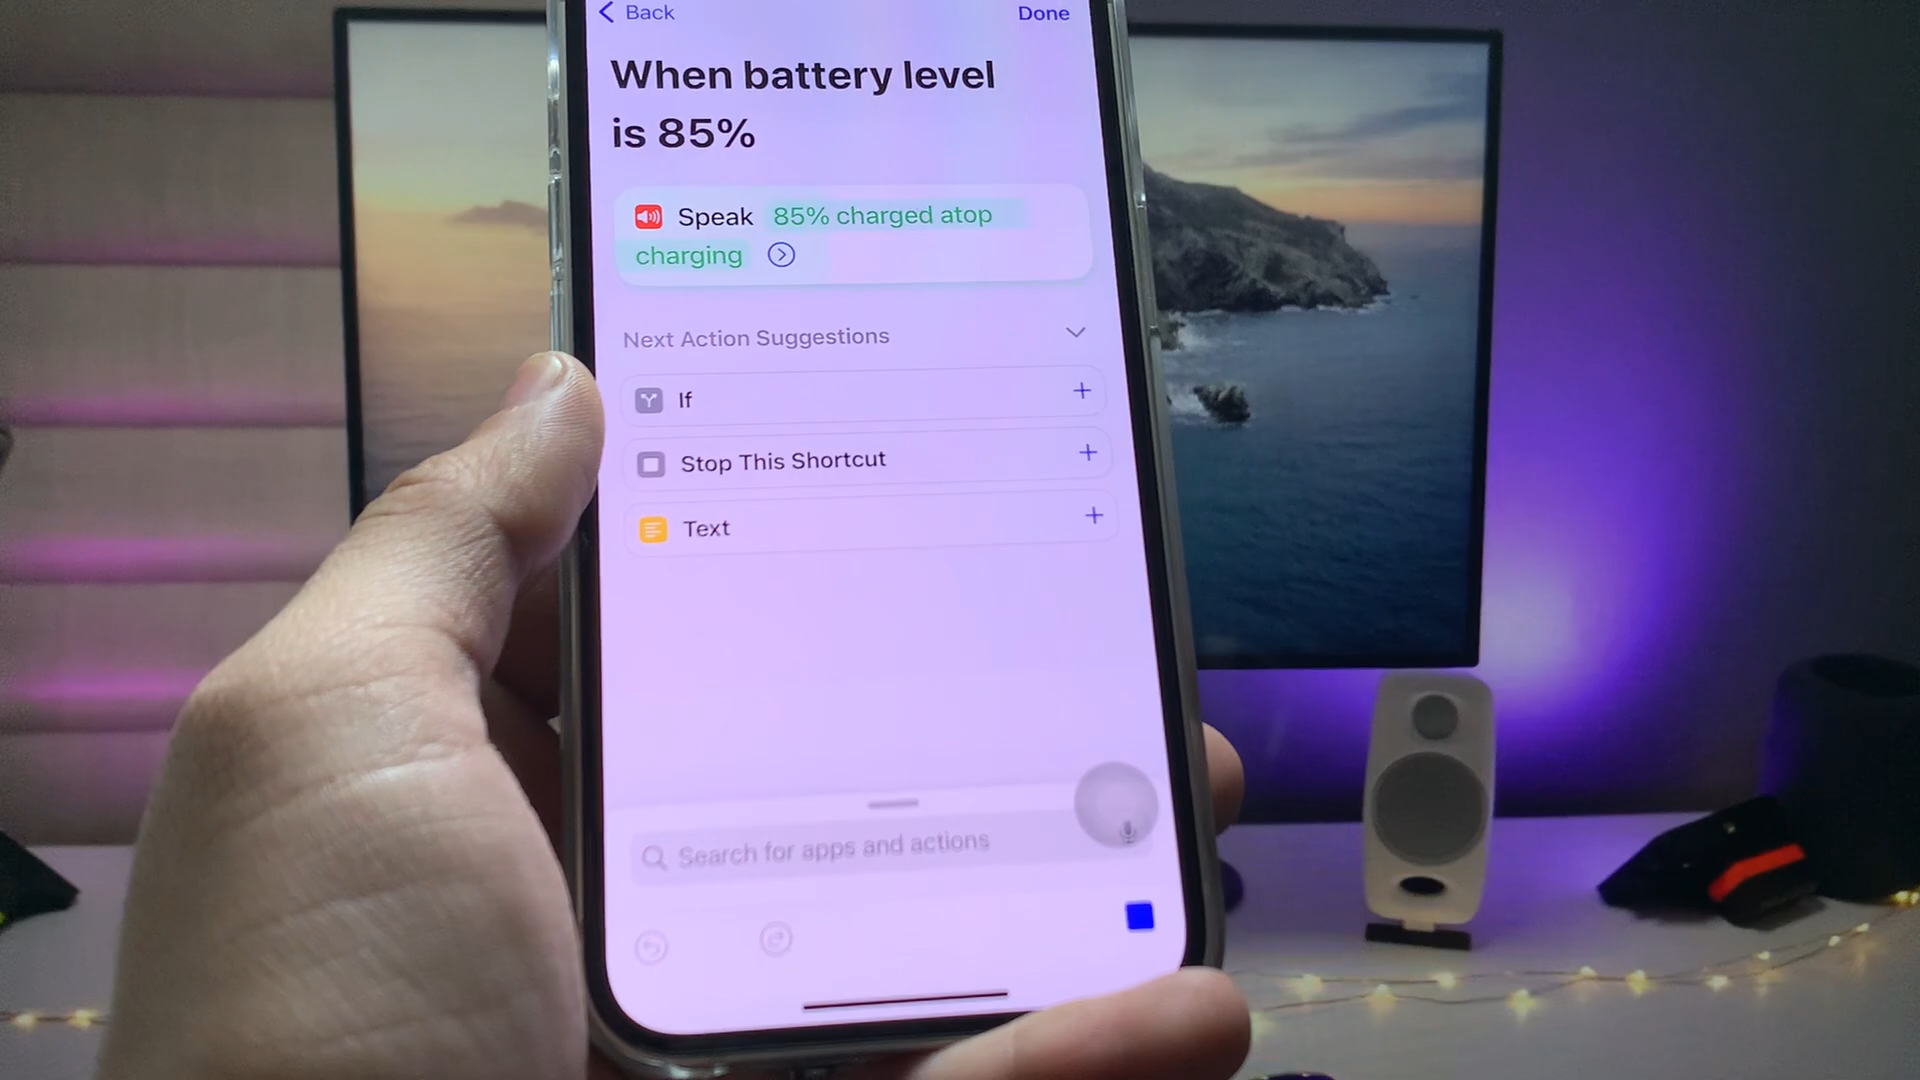 Back
Done
When battery level
is 85%
Speak 85% charged atop
charging
Next Action Suggestions
If
Stop This Shortcut
Text
Search for apps and actions